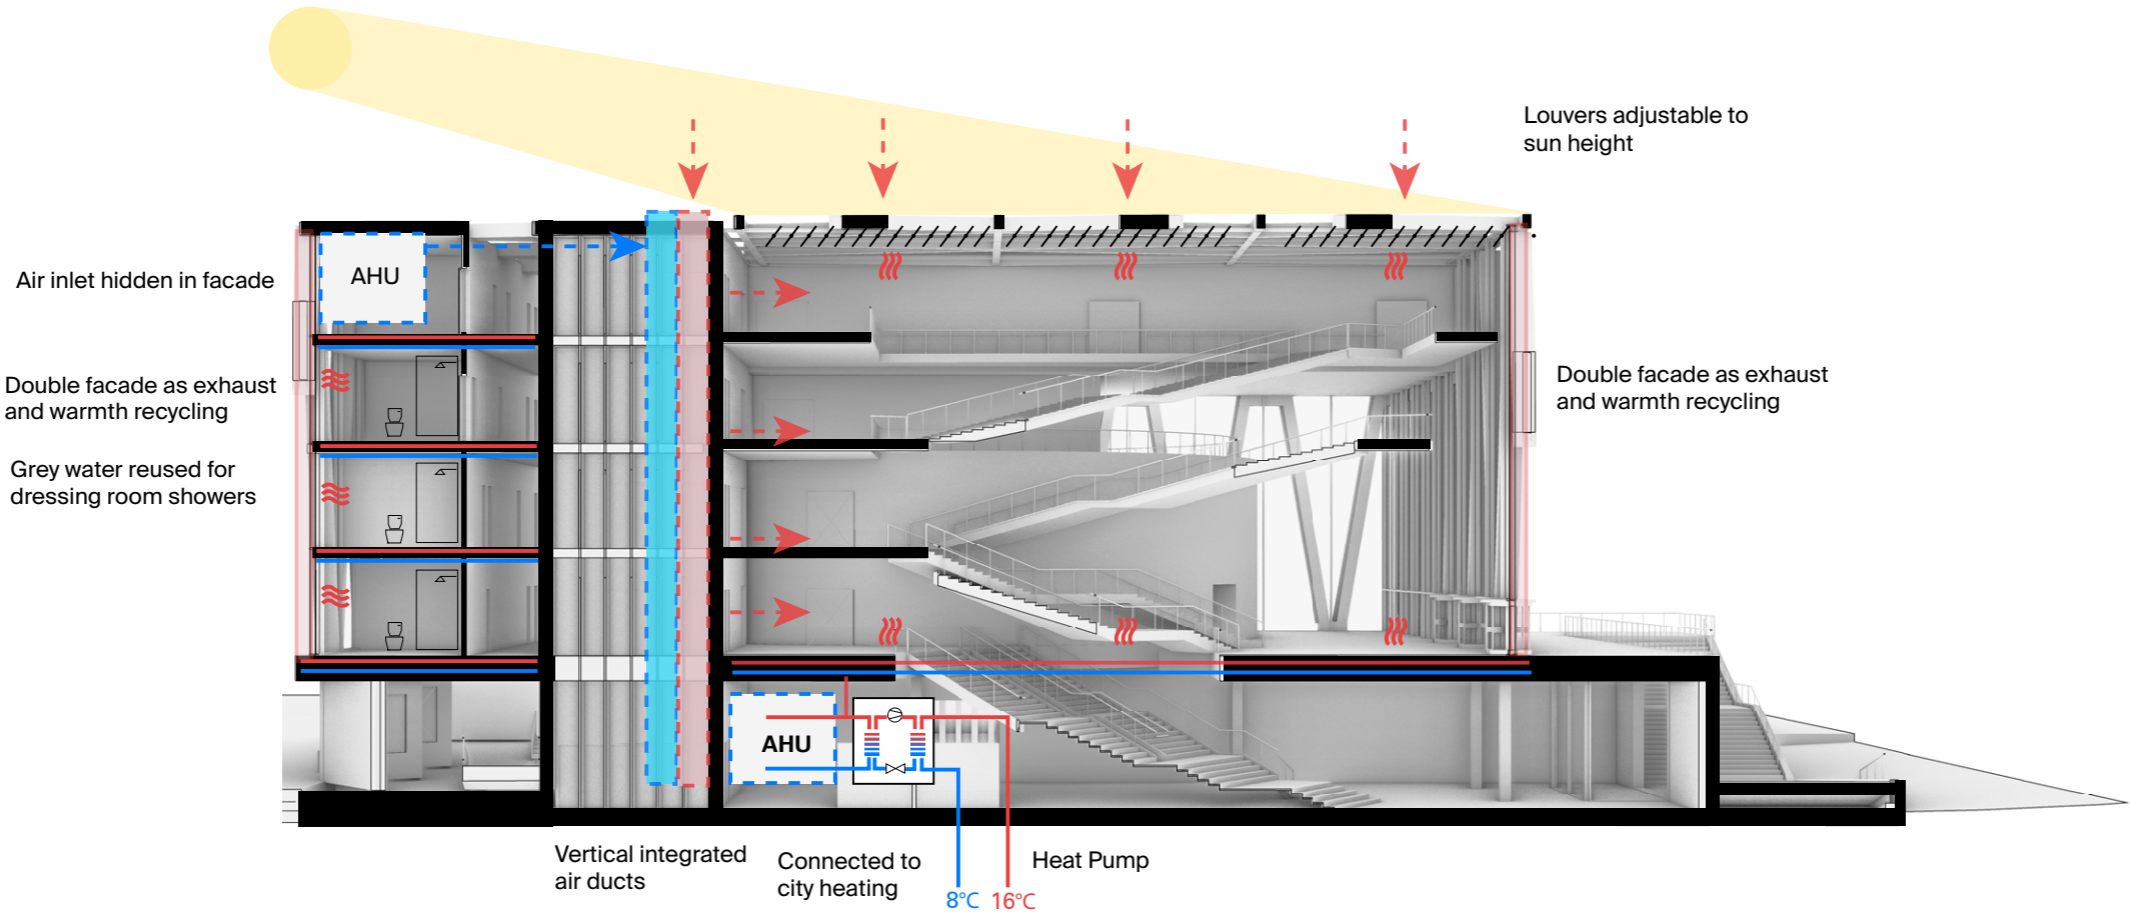 Louvers adjustable to
sun height
AHU
Air inlet hidden in facade
Double facade as exhaust
and warmth recycling
Double facade as exhaust
and warmth recycling
Grey water reused for
dressing room showers
AHU
Vertical integrated
air ducts
Connected to
city heating
Heat Pump
8°C
16°C